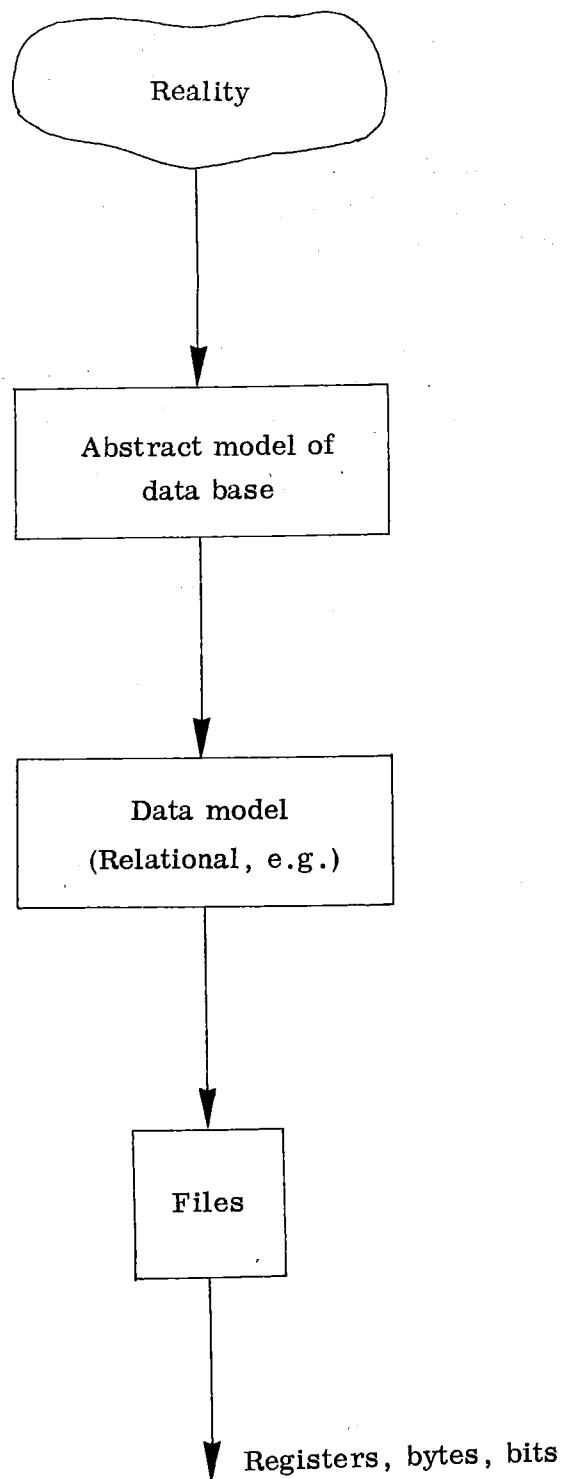 Reality
Abstract model of
data base
Data model
(Relational, e.g.)
Files
Registers, bytes, bits